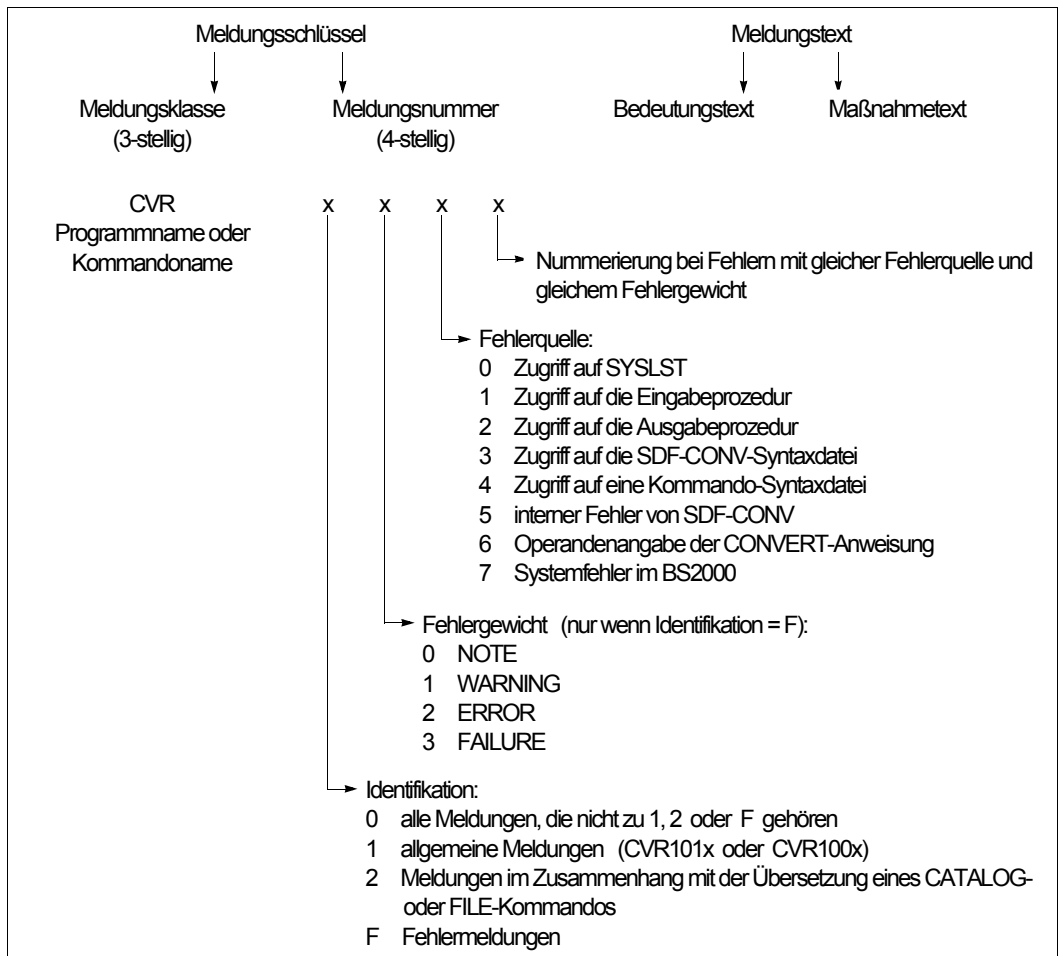 Meldungsschlüssel Meldungstext
Meldungsklasse Meldungsnummer Bedeutungstext Maßnahmetext
(3-stellig) (4-stellig)
CVR x x x x
Programmname oder
Kommandoname
Nummerierung bei Fehlern mit gleicher Fehlerquelle und
gleichem Fehlergewicht
Fehlerquelle:
0 Zugriff auf SYSLST
1 Zugriff auf die Eingabeprozedur
2 Zugriff auf die Ausgabeprozedur
3 Zugriff auf die SDF-CONV-Syntaxdatei
4 Zugriff auf eine Kommando-Syntaxdatei
5 interner Fehler von SDF-CONV
6 Operandenangabe der CONVERT-Anweisung
7 Systemfehler im BS2000
Fehlergewicht (nur wenn Identifikation = F):
0 NOTE
1 WARNING
2 ERROR
3 FAILURE
Identifikation:
0 alle Meldungen, die nicht zu 1, 2 oder F gehören
1 allgemeine Meldungen (CVR101x oder CVR100x)
2 Meldungen im Zusammenhang mit der Übersetzung eines CATALOG-
oder FILE-Kommandos
F Fehlermeldungen